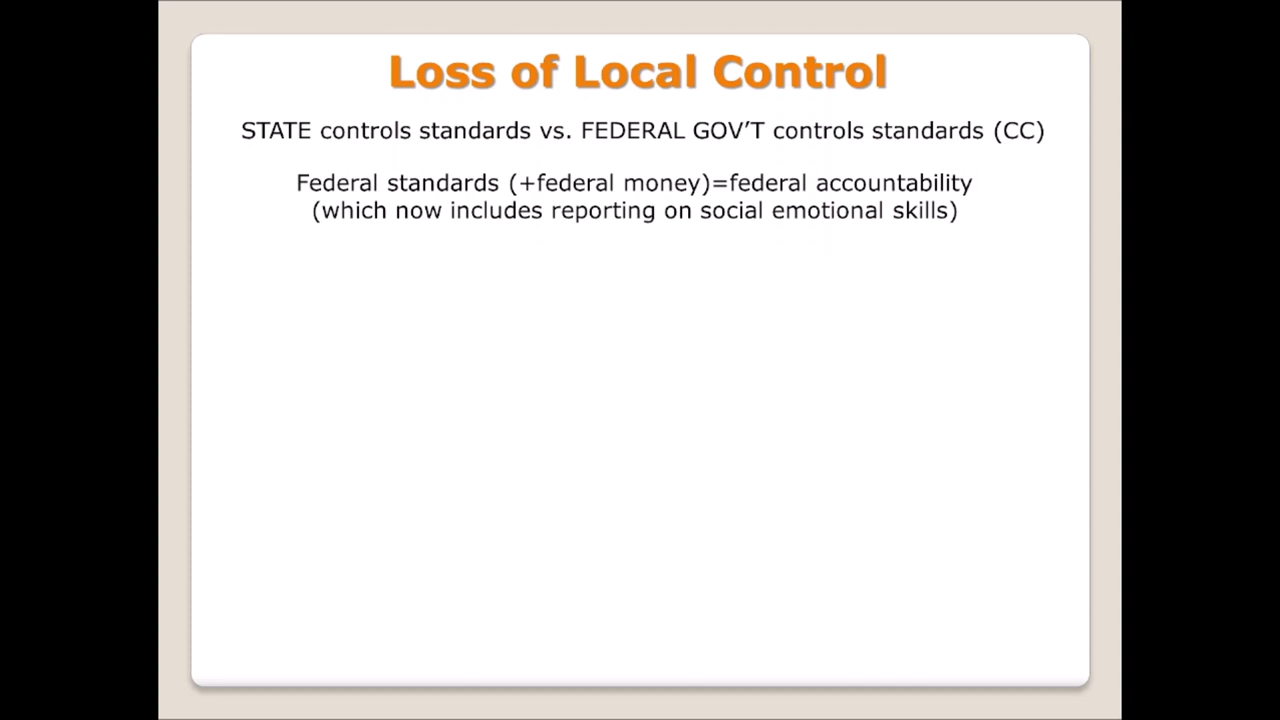 Loss of Local Control
STATE controls standards vs. FEDERAL GOV’T controls standards (CC)
Federal standards (+federal money)=federal accountability
(which now includes reporting on social emotional skills)